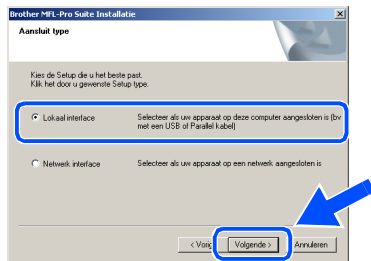 Brother MFL-Pro Suite Installatie
Aansluit type
Kies de Setup die u het beste past.
Klik het door u gewenste Setup type.
Lokaal interface
Selecteer als uw apparaat op deze computer aangesloten is (bv met een USB of Parallel kabel)
Netwerk interface
Selecteer als uw apparaat op een netwerk aangesloten is
< Vorig
Volgende >
Annuleren